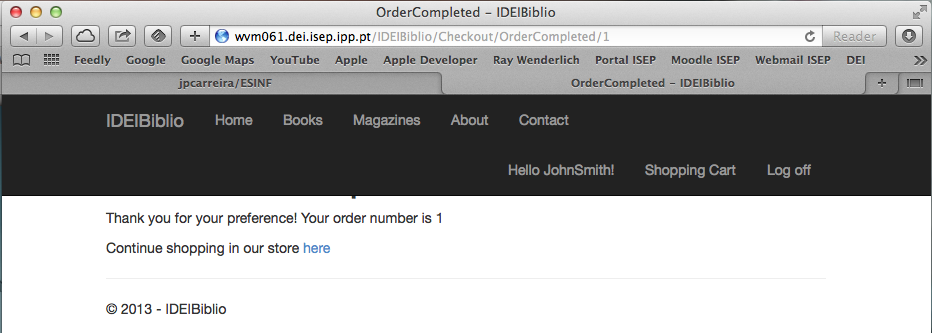 OrderCompleted – IDEIBiblio
wvm061.dei.isep.ipp.pt/IDEIBiblio/Checkout/OrderCompleted/1 Reader
Feedly Google Google Maps YouTube Apple Apple Developer Ray Wenderlich Portal ISEP Moodle ISEP Webmail ISEP DEI
jpcarreira/ESINF OrderCompleted – IDEIBiblio
IDEIBiblio Home Books Magazines About Contact
Hello JohnSmith! Shopping Cart Log off
Thank you for your preference! Your order number is 1
Continue shopping in our store here
© 2013 - IDEIBiblio